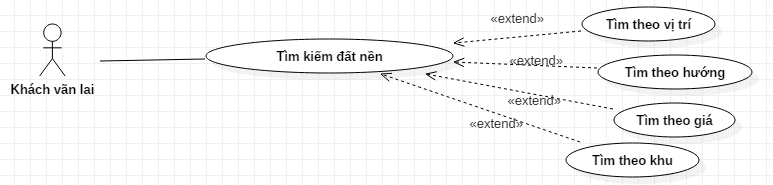 «extend»
Tìm theo vị trí
Tìm kiếm đất nền
«extend»
Tìm theo hướng
Khách vãn lai
«extend»
Tìm theo giá
«extend»
Tìm theo khu